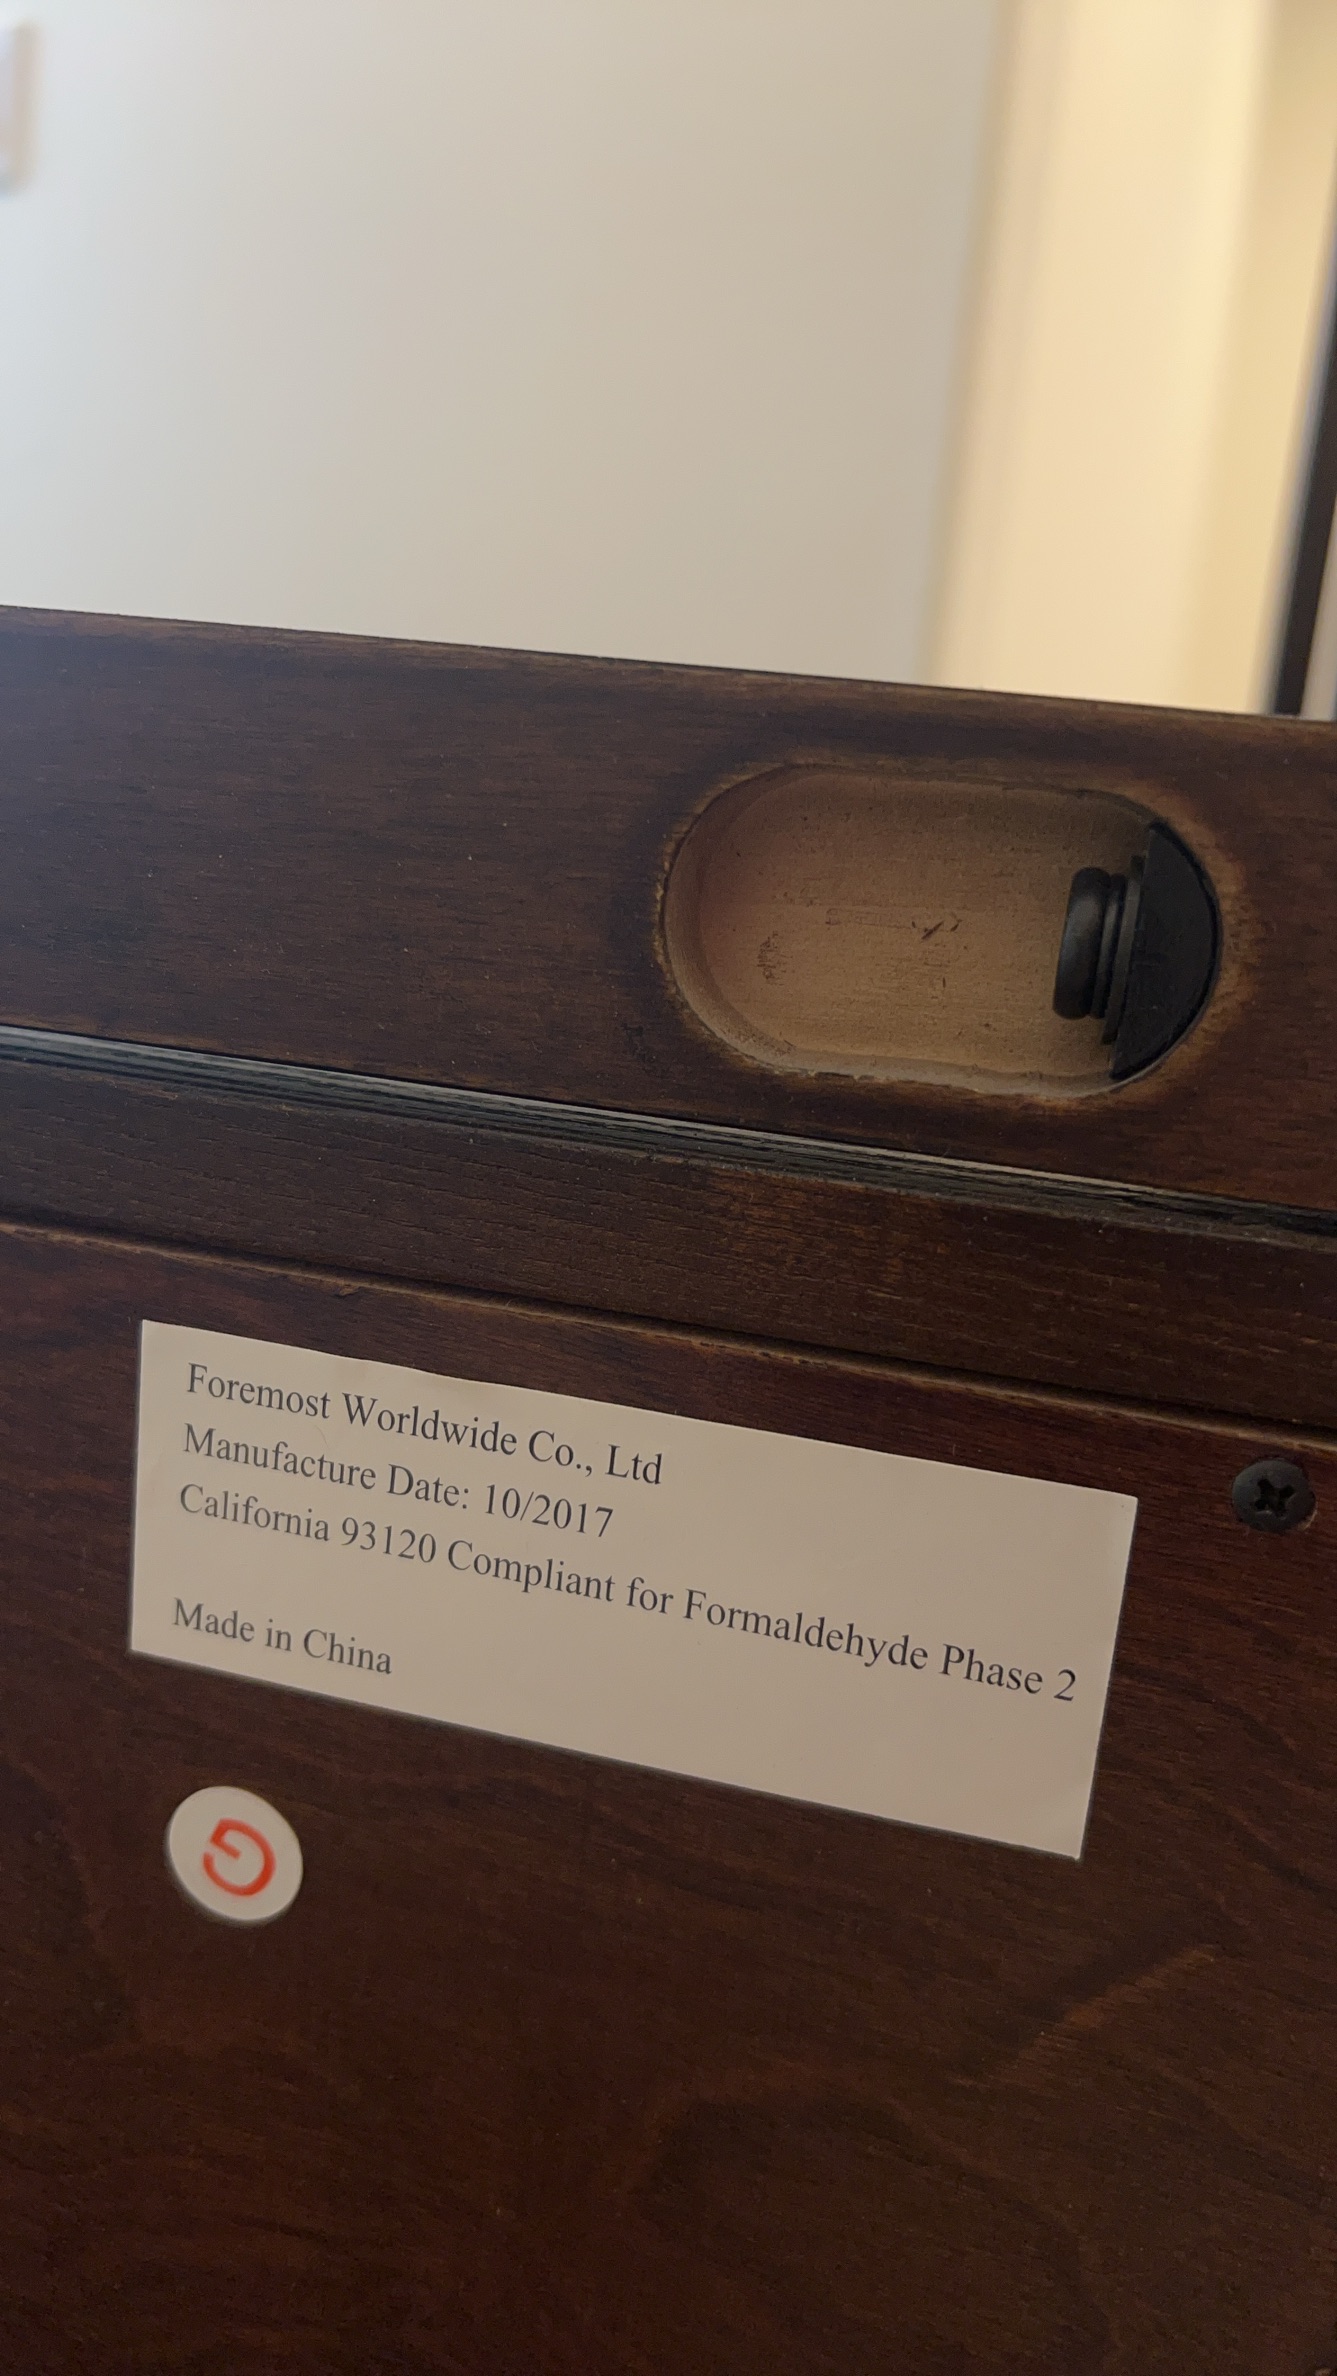 Foremost Worldwide Co., Ltd
Manufacture Date: 10/2017
California 93120 Compliant for Formaldehyde Phase 2
Made in China
G